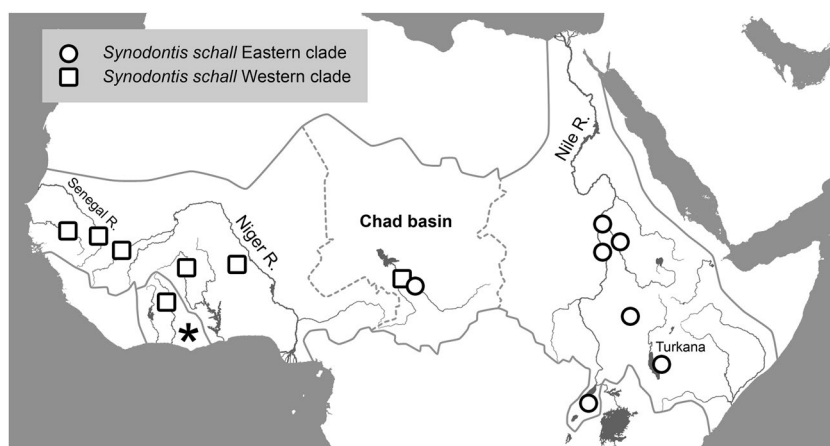 Synodontis schall Eastern clade
Synodontis schall Western clade
Nile R.
Senegal R.
Niger R.
Chad basin
*
Turkana